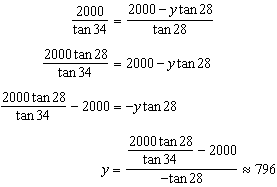 2000/tan 34 = (2000 − y tan 28)/tan 28
2000 tan 28/tan 34 = 2000 − y tan 28
2000 tan 28/tan 34 − 2000 = −y tan 28
y = (2000 tan 28/tan 34 − 2000)/−tan 28 ≈ 796